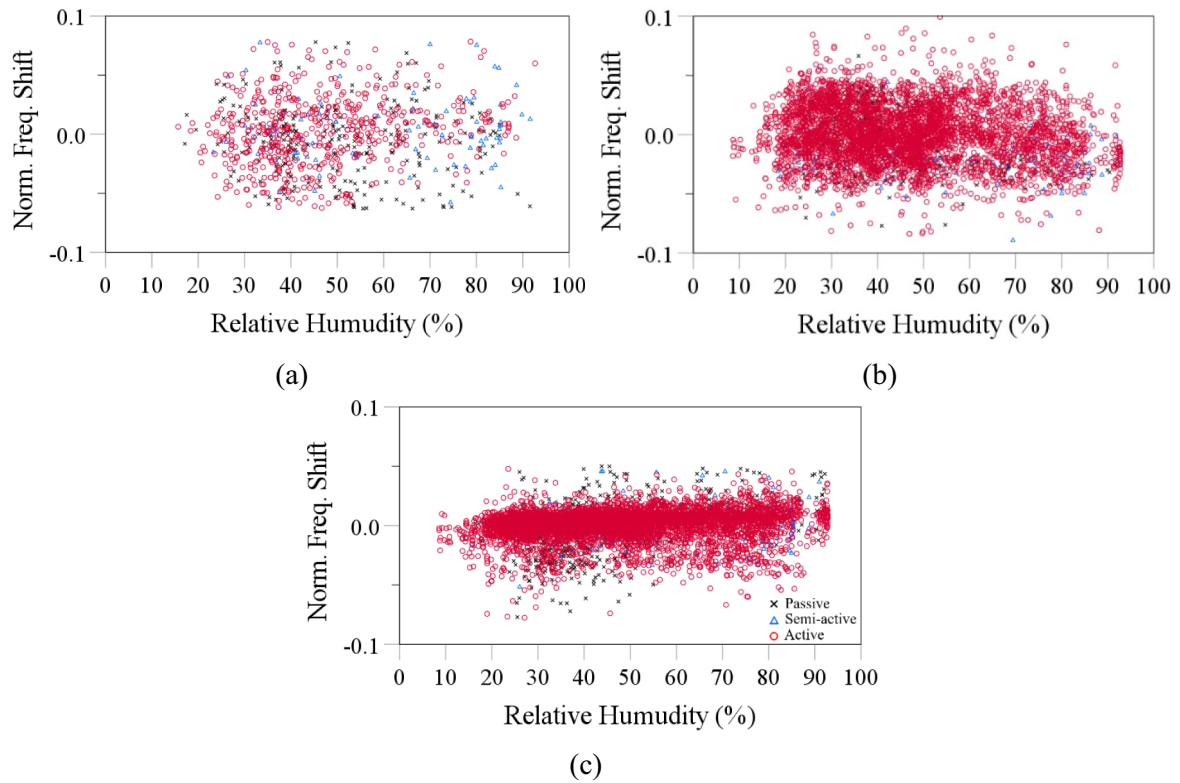 0.1
0.0
-0.1
Norm. Freq. Shift
0 10 20 30 40 50 60 70 80 90 100
Relative Humudity (%)
(a)
0.1
0.0
-0.1
Norm. Freq. Shift
0 10 20 30 40 50 60 70 80 90 100
Relative Humudity (%)
(b)
0.1
0.0
-0.1
Norm. Freq. Shift
Passive
Semi-active
Active
0 10 20 30 40 50 60 70 80 90 100
Relative Humudity (%)
(c)